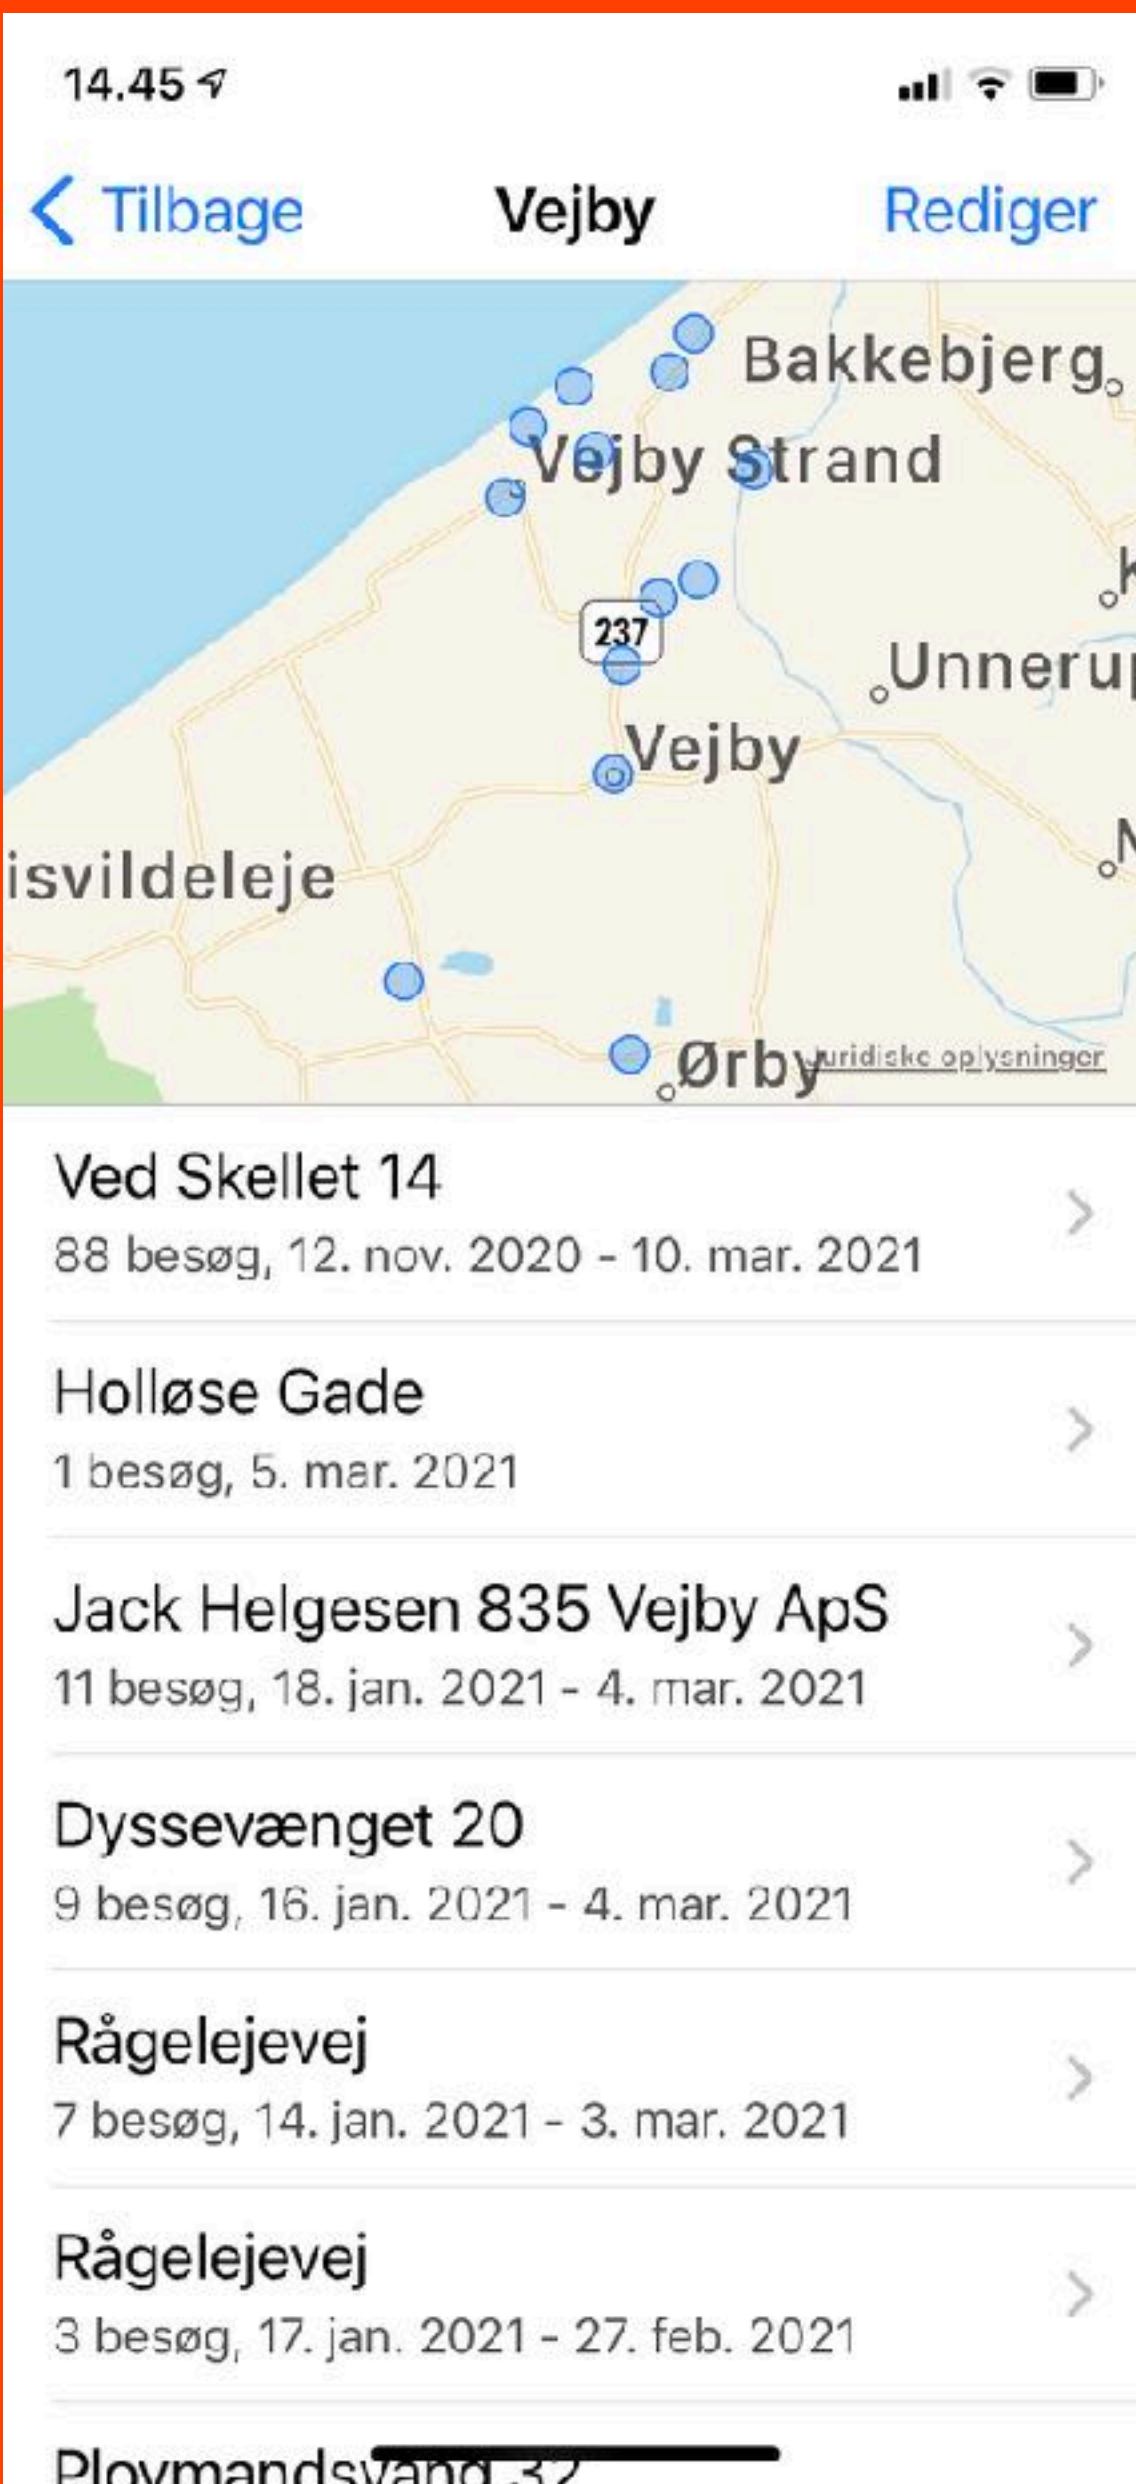 14.45
Tilbage
Vejby
Rediger
Bakkebjerg
Vejby Strand
K
237
Unnerup
Vejby
N
isvildeleje
Ørby
Juridiske oplysninger
Ved Skellet 14
88 besøg, 12. nov. 2020 - 10. mar. 2021
Holløse Gade
1 besøg, 5. mar. 2021
Jack Helgesen 835 Vejby ApS
11 besøg, 18. jan. 2021 - 4. mar. 2021
Dyssevænget 20
9 besøg, 16. jan. 2021 - 4. mar. 2021
Rågelejevej
7 besøg, 14. jan. 2021 - 3. mar. 2021
Rågelejevej
3 besøg, 17. jan. 2021 - 27. feb. 2021
Plovmandsvang 32